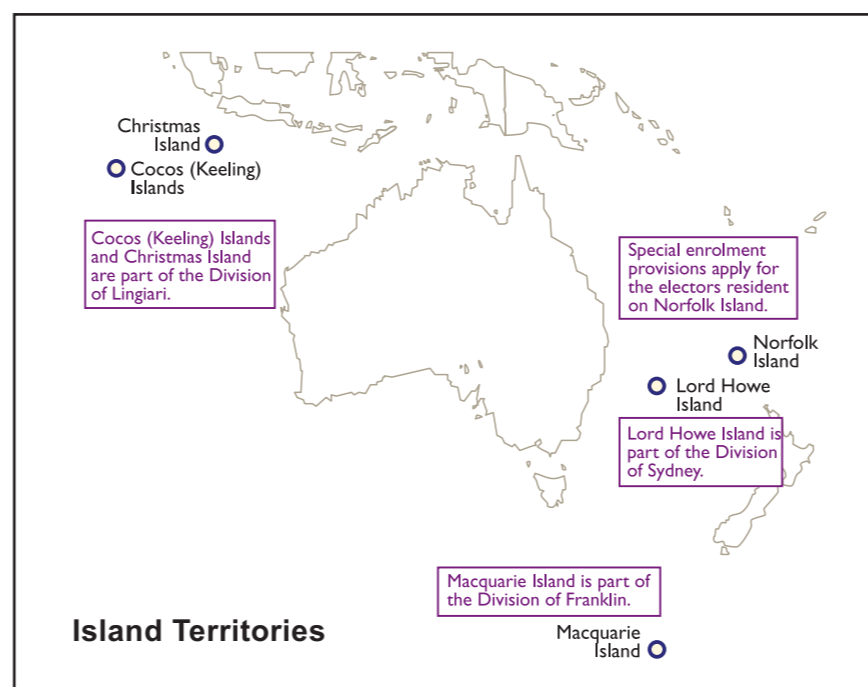 Christmas
Island
Cocos (Keeling)
Islands
Cocos (Keeling) Islands
and Christmas Island
are part of the Division
of Lingiari.
Special enrolment
provisions apply for
the electors resident
on Norfolk Island.
Norfolk
Island
Lord Howe
Island
Lord Howe Island is
part of the Division
of Sydney.
Macquarie Island is part of
the Division of Franklin.
Macquarie
Island
Island Territories